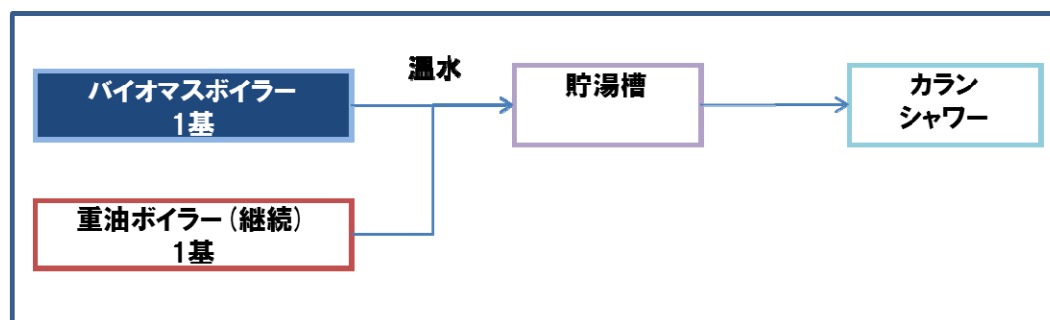 バイオマスボイラー
1基
温水
貯湯槽
カラン
シャワー
重油ボイラー（継続）
1基